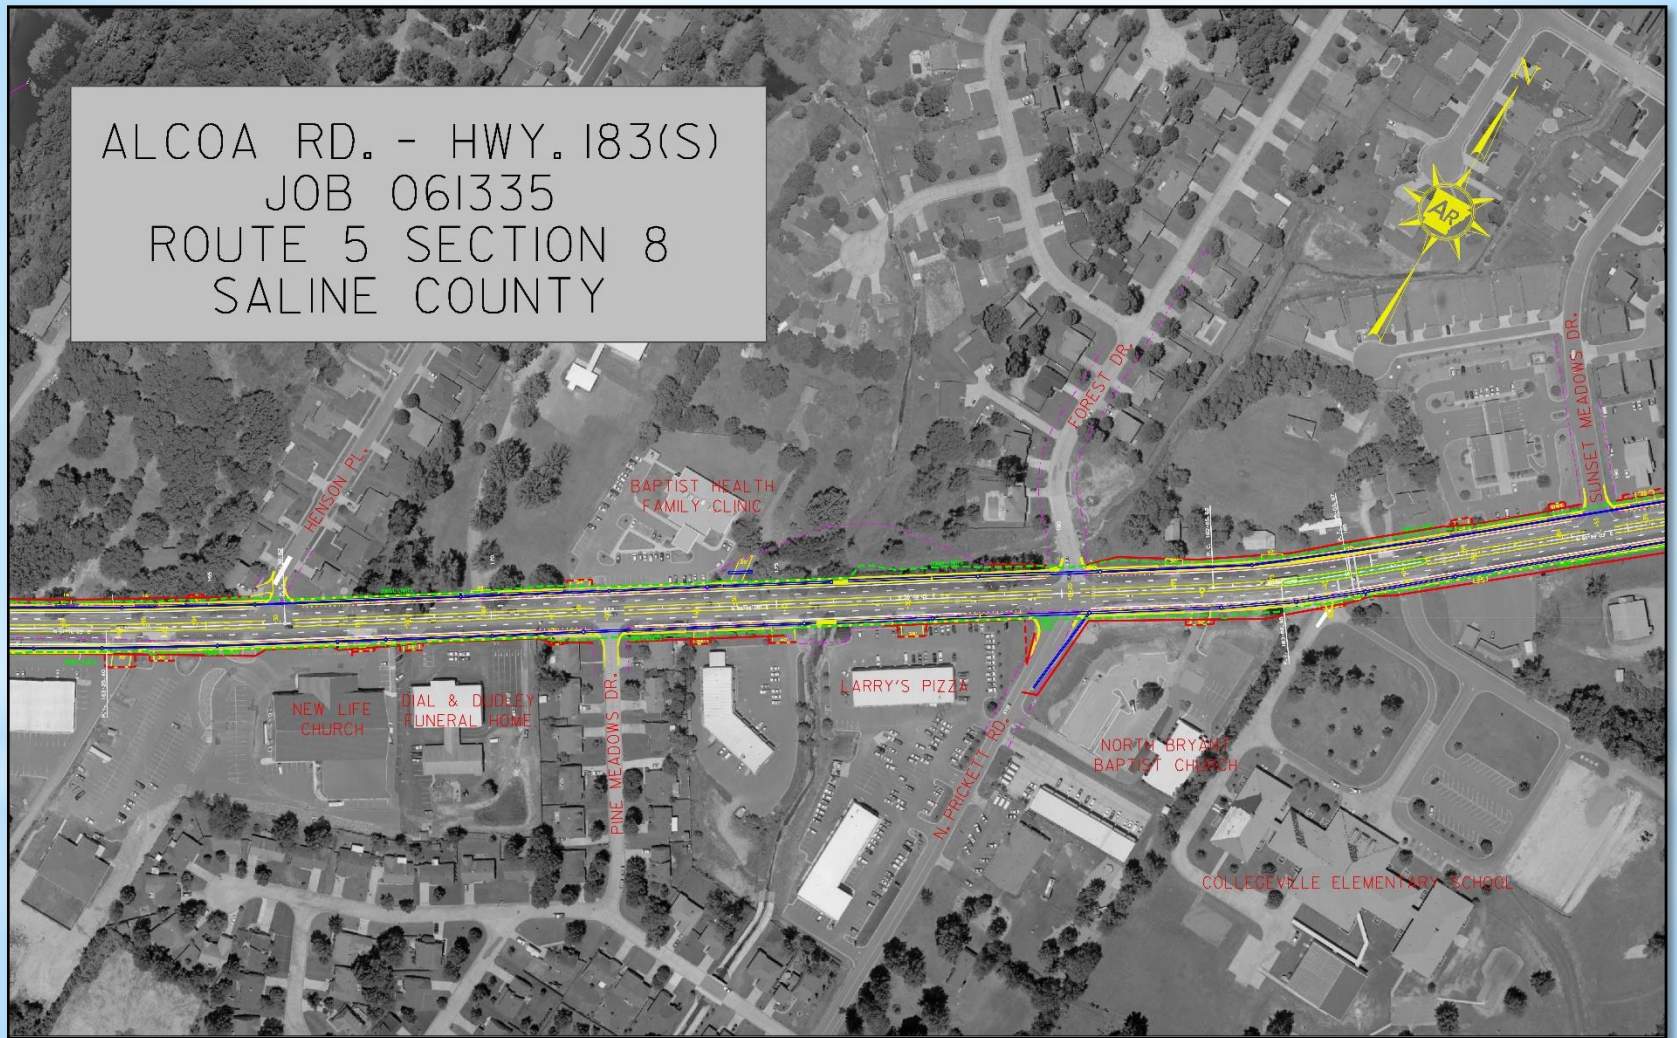 ALCOA RD. - HWY. 183(S)
JOB 061335
ROUTE 5 SECTION 8
SALINE COUNTY
N
AR
HENSON PL.
BAPTIST HEALTH
FAMILY CLINIC
FOREST DR.
SUNSET MEADOWS DR.
NEW LIFE
CHURCH
DIAL & DUDLEY
FUNERAL HOME
PINE MEADOWS DR.
LARRY'S PIZZA
N. PRICKETT RD.
NORTH BRYANT
BAPTIST CHURCH
COLLEGEVILLE ELEMENTARY SCHOOL